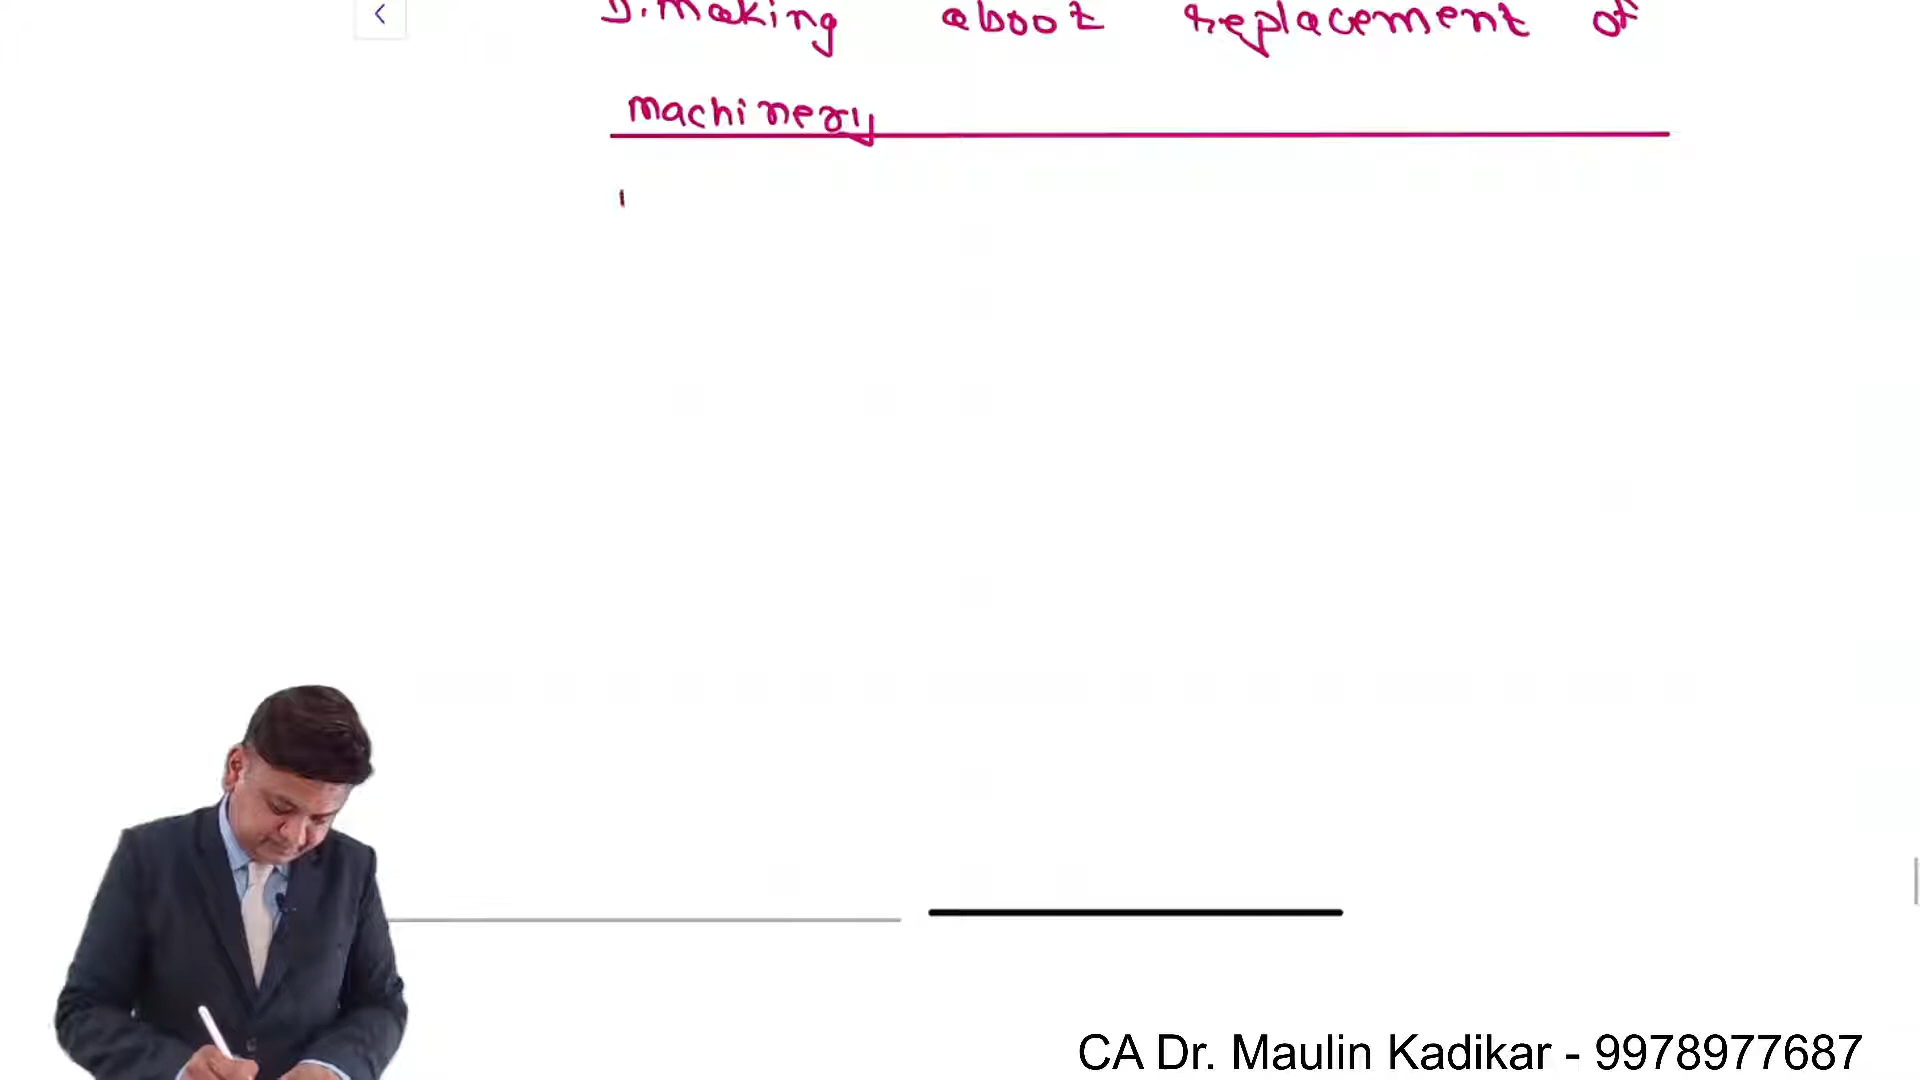 D. making about replacement of
machinery
CA Dr. Maulin Kadikar - 9978977687